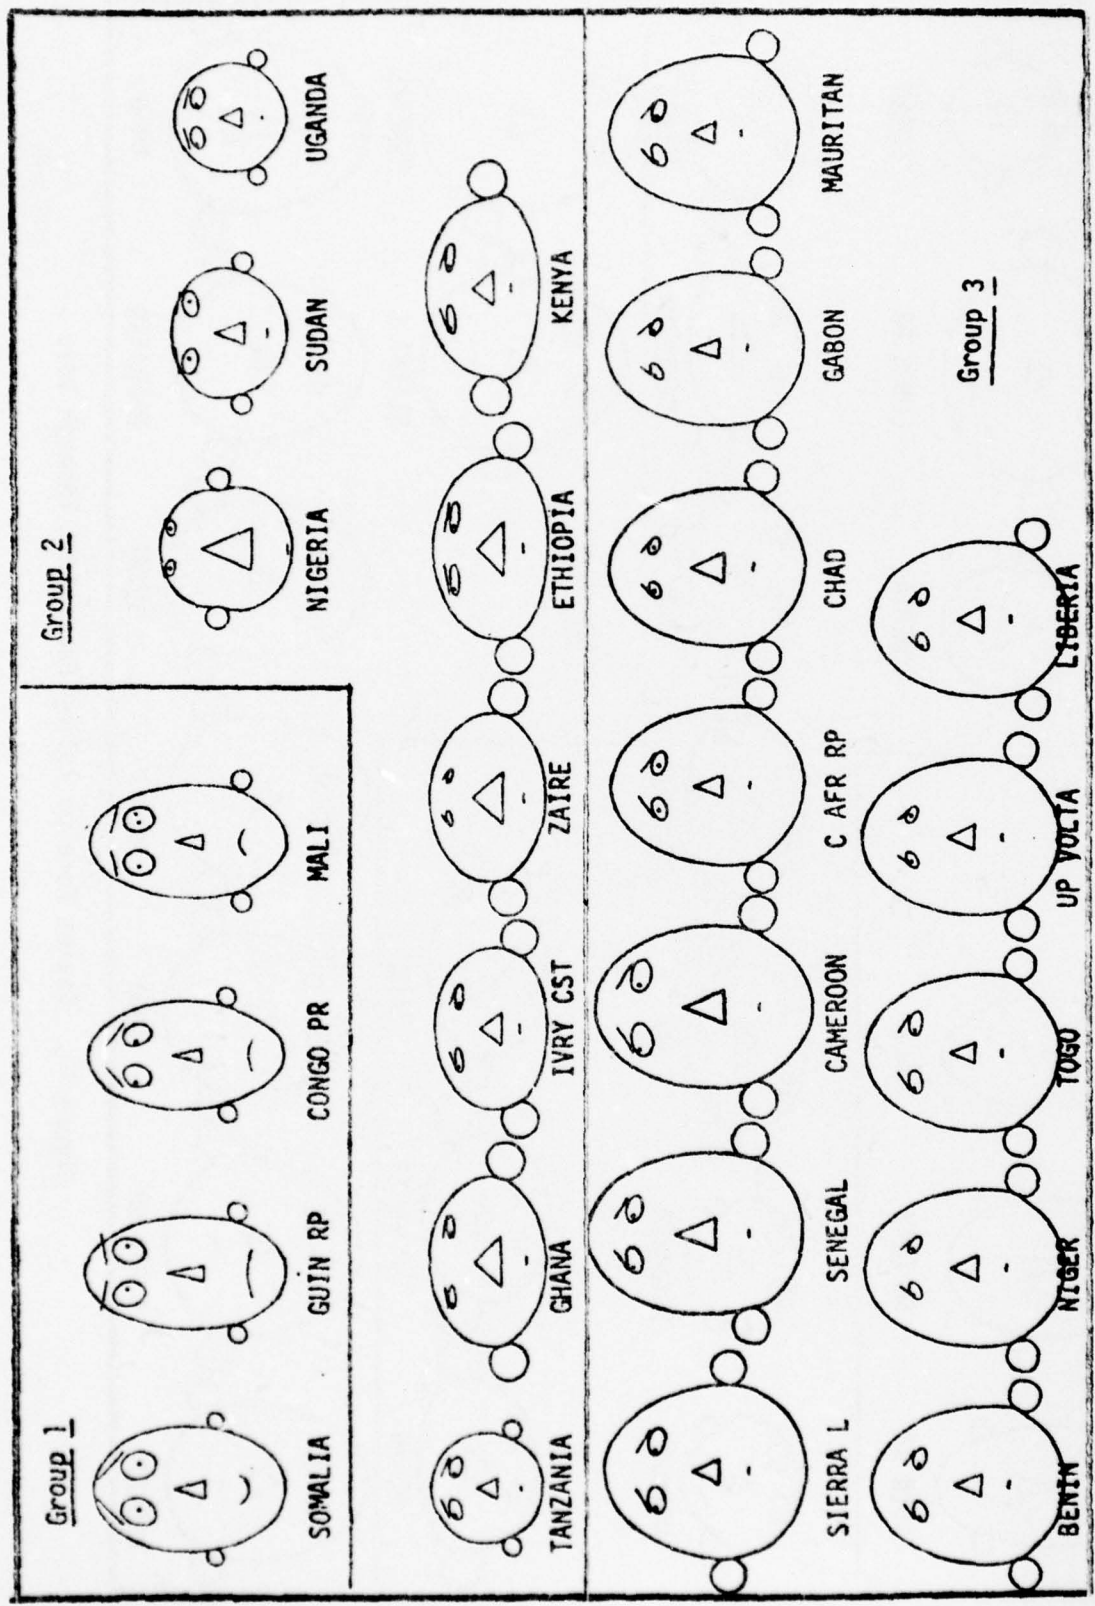 Group 1
Group 2
SOMALIA
GUIN RP
CONGO PR
MALI
NIGERIA
SUDAN
UGANDA
TANZANIA
GHANA
IVRY CST
ZAIRE
ETHIOPIA
KENYA
SIERRA L
SENEGAL
CAMEROON
C AFR RP
CHAD
GABON
MAURITAN
Group 3
BENIN
NIGER
TOGO
UP VOLTA
LIBERIA